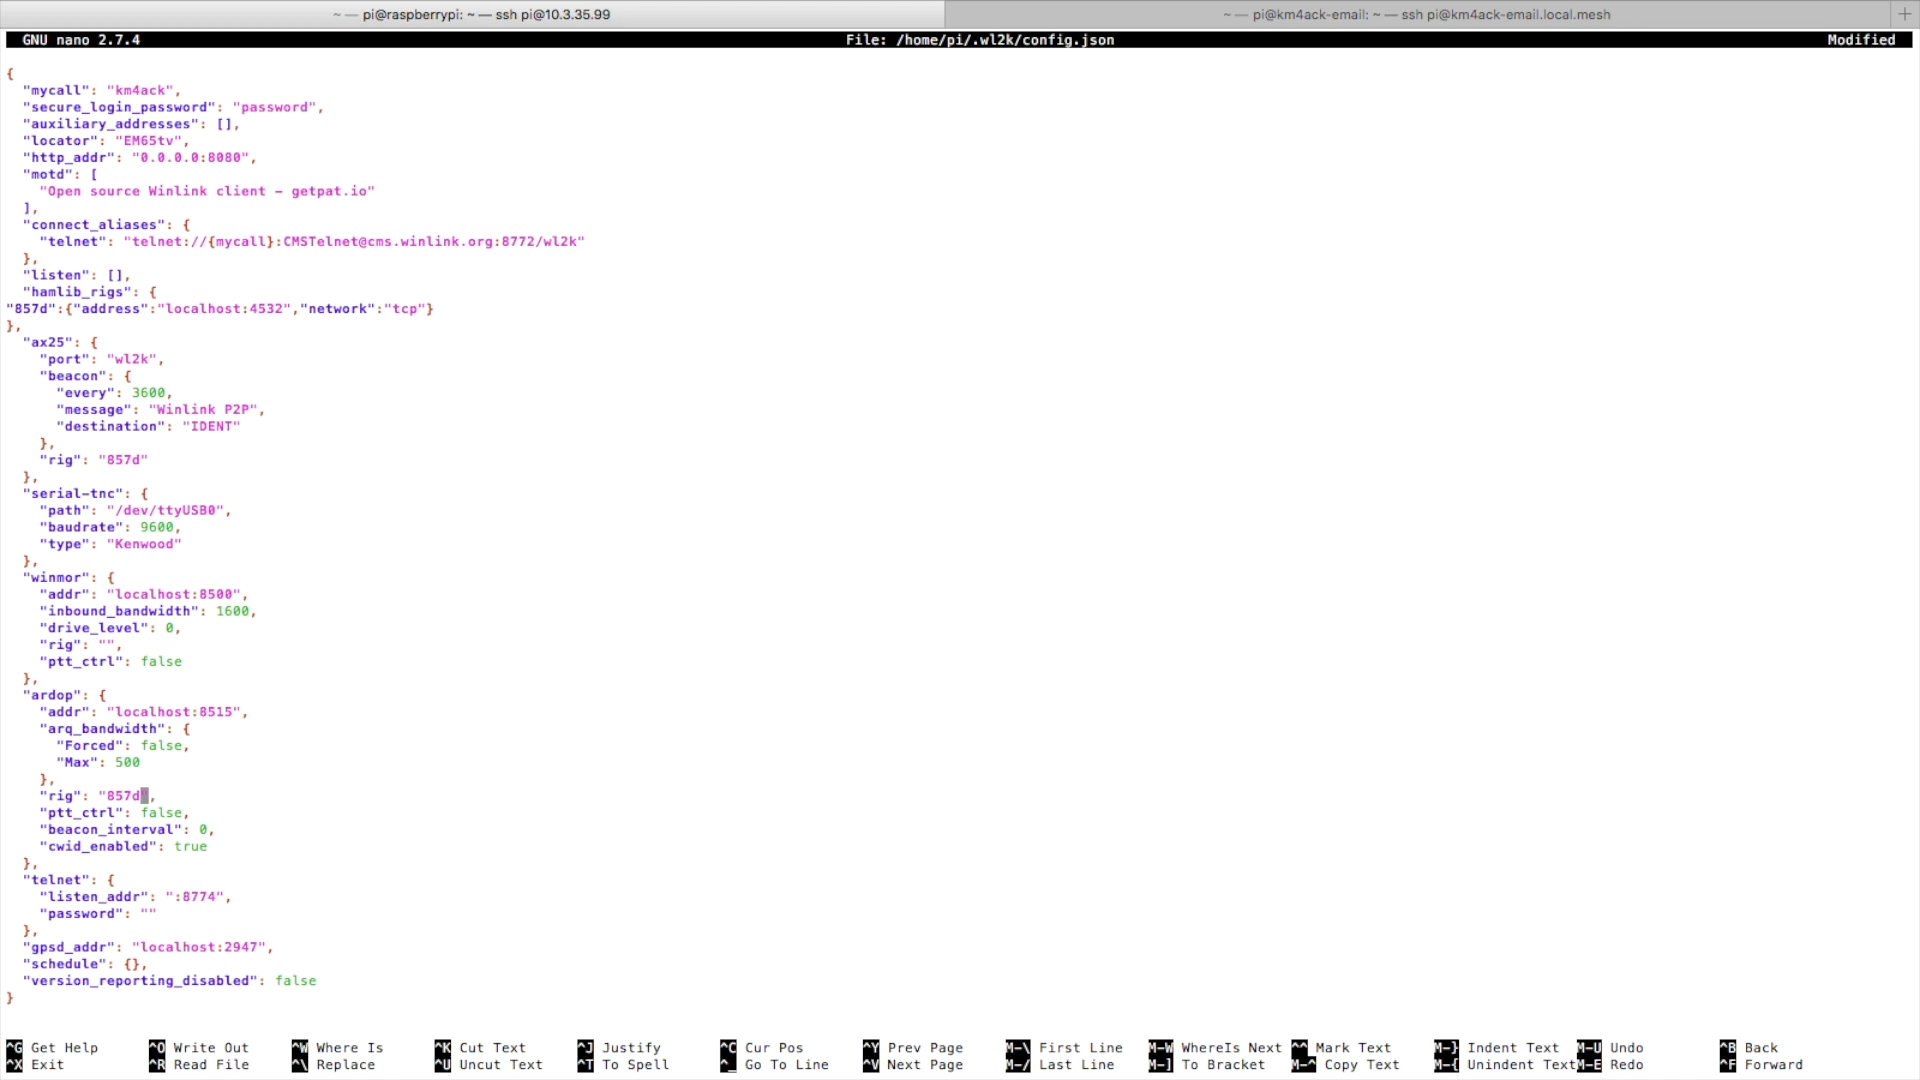 ~ — pi@raspberrypi: ~ — ssh pi@10.3.35.99
~ — pi@km4ack-email: ~ — ssh pi@km4ack-email.local.mesh
+
GNU nano 2.7.4 File: /home/pi/.wl2k/config.json Modified
{
"mycall": "km4ack",
"secure_login_password": "password",
"auxiliary_addresses": [],
"locator": "EM65tv",
"http_addr": "0.0.0.0:8080",
"motd": [
"Open source Winlink client - getpat.io"
],
"connect_aliases": {
"telnet": "telnet://{mycall}:CMSTelnet@cms.winlink.org:8772/wl2k"
},
"listen": [],
"hamlib_rigs": {
"857d":{"address":"localhost:4532","network":"tcp"}
},
"ax25": {
"port": "wl2k",
"beacon": {
"every": 3600,
"message": "Winlink P2P",
"destination": "IDENT"
},
"rig": "857d"
},
"serial-tnc": {
"path": "/dev/ttyUSB0",
"baudrate": 9600,
"type": "Kenwood"
},
"winmor": {
"addr": "localhost:8500",
"inbound_bandwidth": 1600,
"drive_level": 0,
"rig": "",
"ptt_ctrl": false
},
"ardop": {
"addr": "localhost:8515",
"arq_bandwidth": {
"Forced": false,
"Max": 500
},
"rig": "857d",
"ptt_ctrl": false,
"beacon_interval": 0,
"cwid_enabled": true
},
"telnet": {
"listen_addr": ":8774",
"password": ""
},
"gpsd_addr": "localhost:2947",
"schedule": {},
"version_reporting_disabled": false
}
^G Get Help ^O Write Out ^W Where Is ^K Cut Text ^J Justify ^C Cur Pos ^Y Prev Page M-\ First Line M-W WhereIs Next ^^ Mark Text M-} Indent Text M-U Undo ^B Back
^X Exit ^R Read File ^\ Replace ^U Uncut Text ^T To Spell ^_ Go To Line ^V Next Page M-/ Last Line M-] To Bracket M-^ Copy Text M-{ Unindent Text M-E Redo ^F Forward